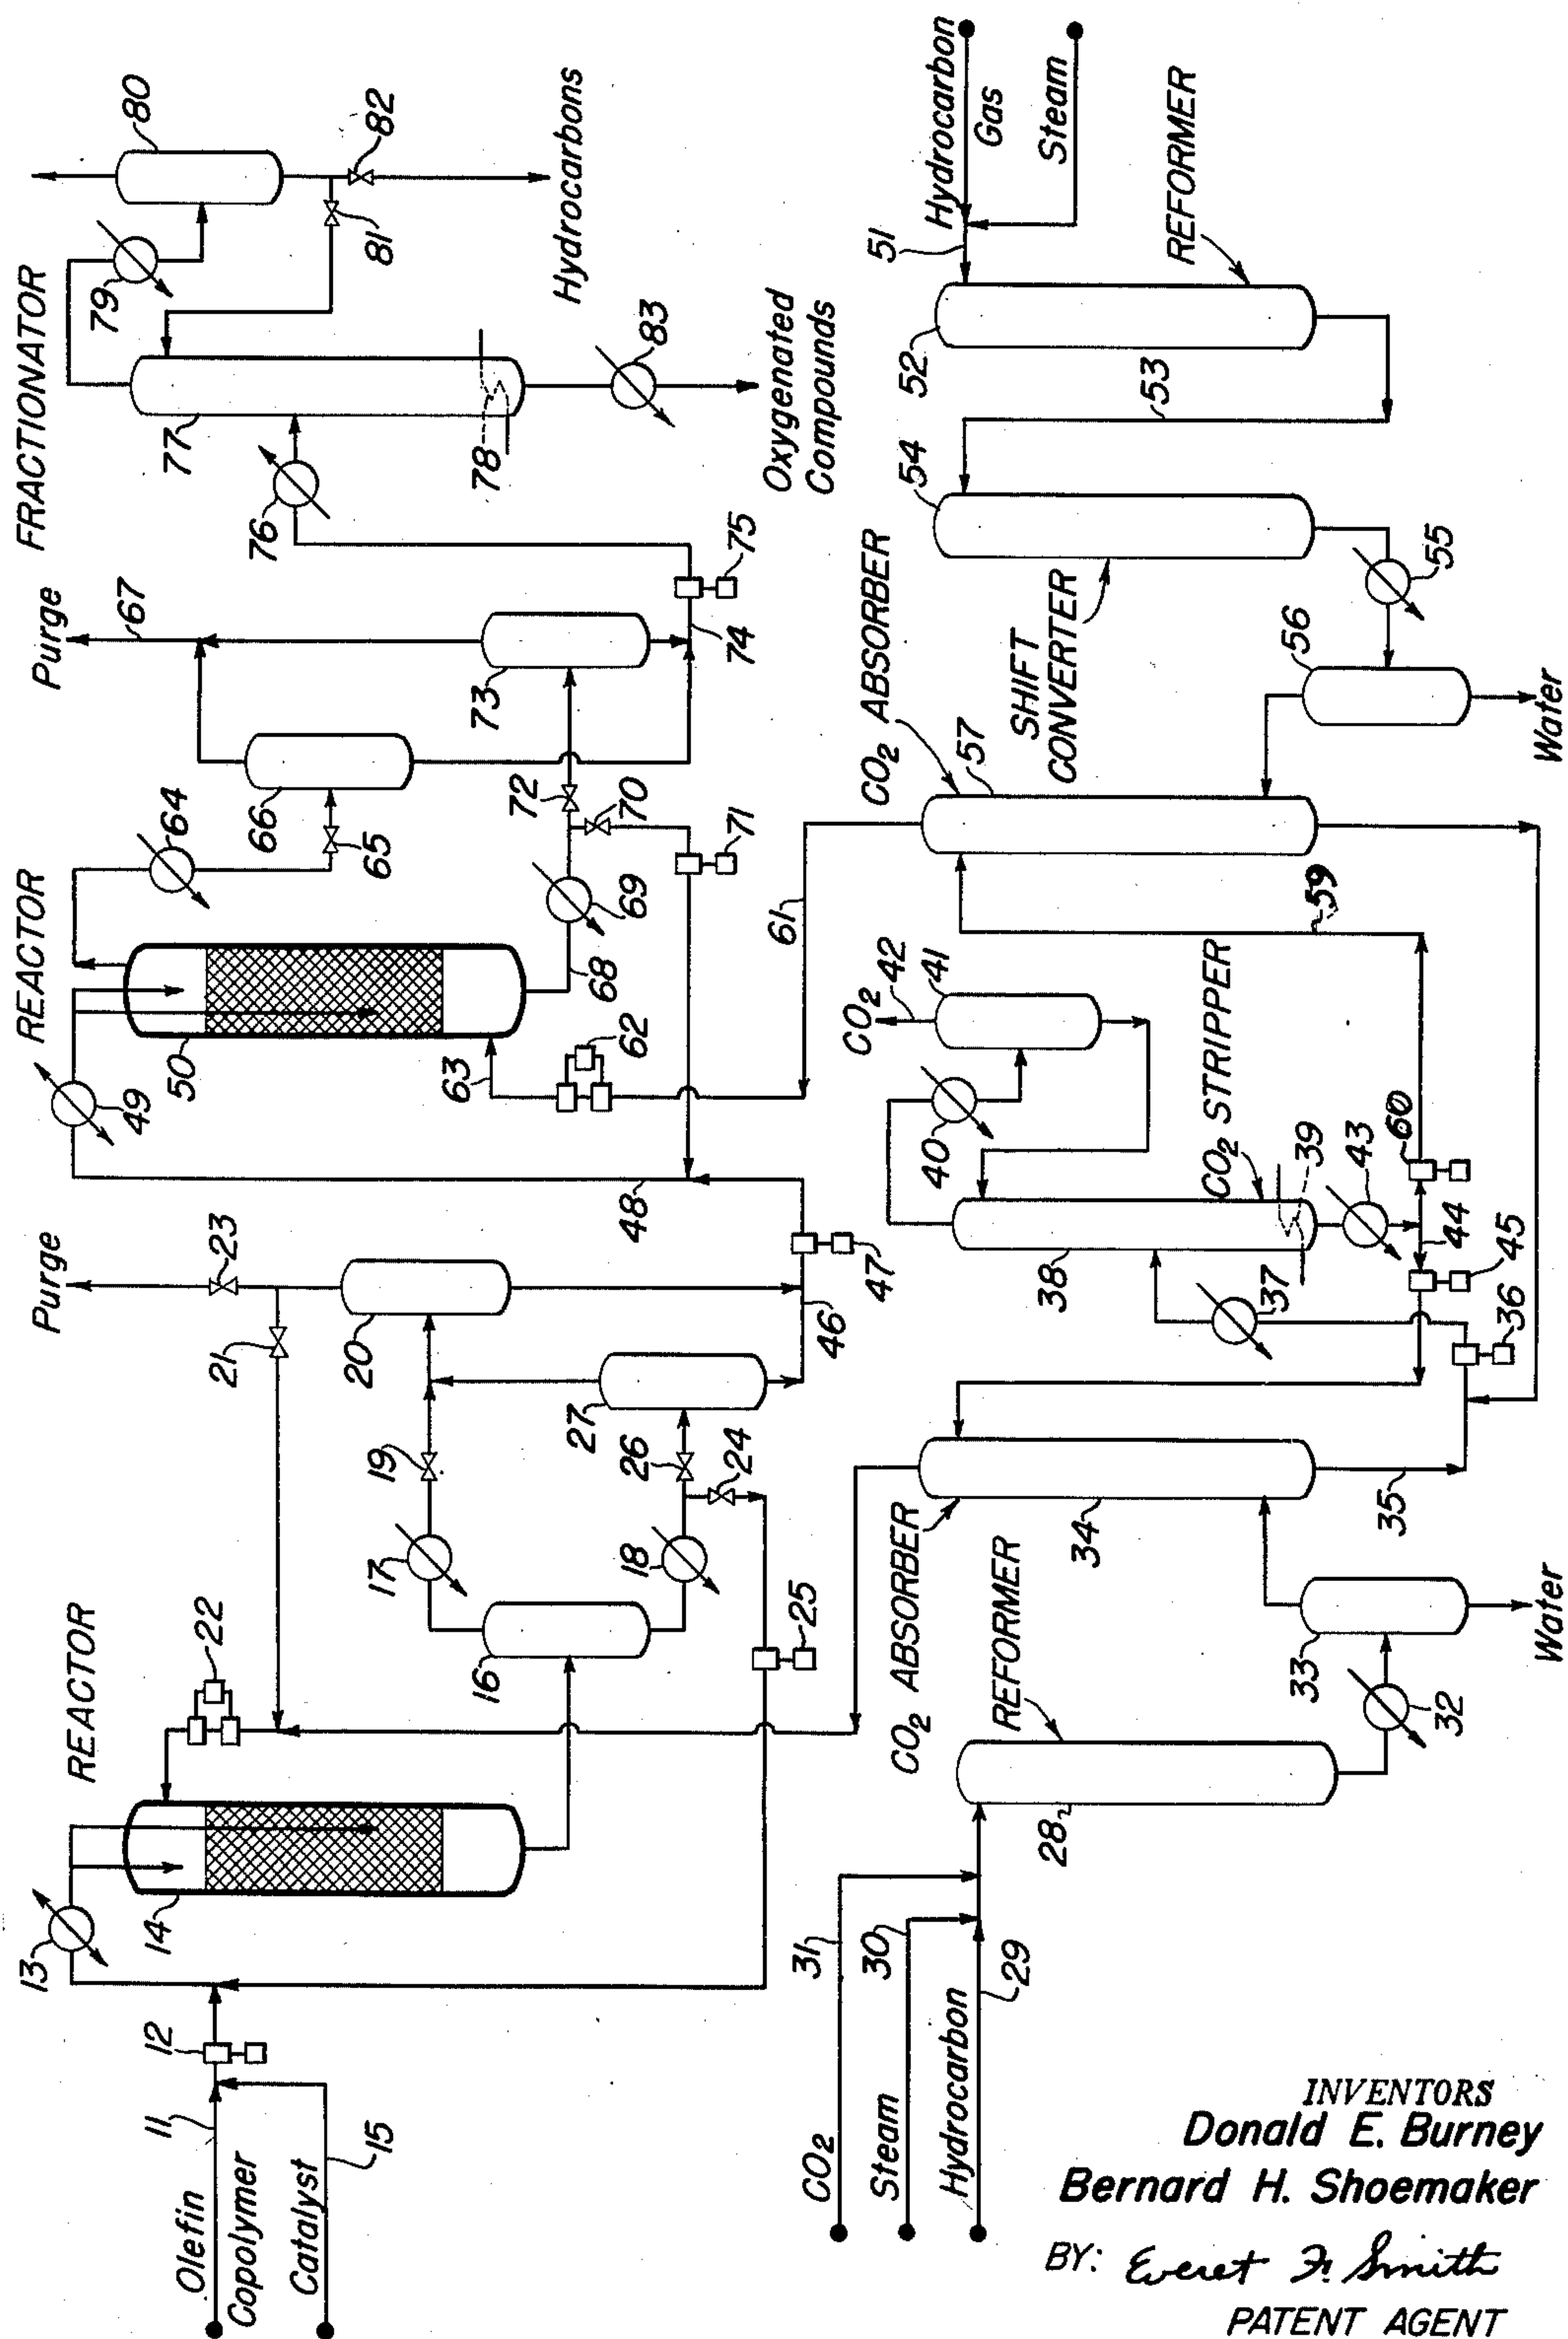 FRACTIONATOR
80
79
82
81
77
Hydrocarbons
76
78
83
Oxygenated
Compounds
Purge
67
75
74
73
66
65
64
72
70
71
REACTOR
50
49
63
62
68
69
48
47
46
Purge
23
21
20
19
27
26
24
17
18
16
25
22
REACTOR
14
13
12
11
Olefin
Copolymer
Catalyst
15
Hydrocarbon
Gas
Steam
51
REFORMER
52
53
54
SHIFT
CONVERTER
55
56
Water
CO2 ABSORBER
57
59
61
CO2
42
41
40
CO2 STRIPPER
39
43
60
44
45
38
37
36
35
34
CO2 ABSORBER
33
Water
32
REFORMER
28
31
30
29
CO2
Steam
Hydrocarbon
INVENTORS
Donald E. Burney
Bernard H. Shoemaker
BY: Everet F. Smith
PATENT AGENT